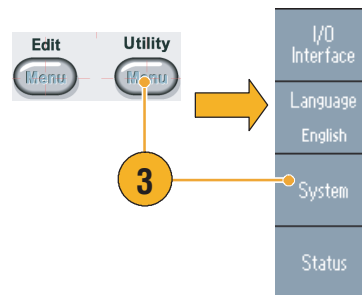 Edit
Utility
Menu
Menu
3
I/O
Interface
Language
English
System
Status